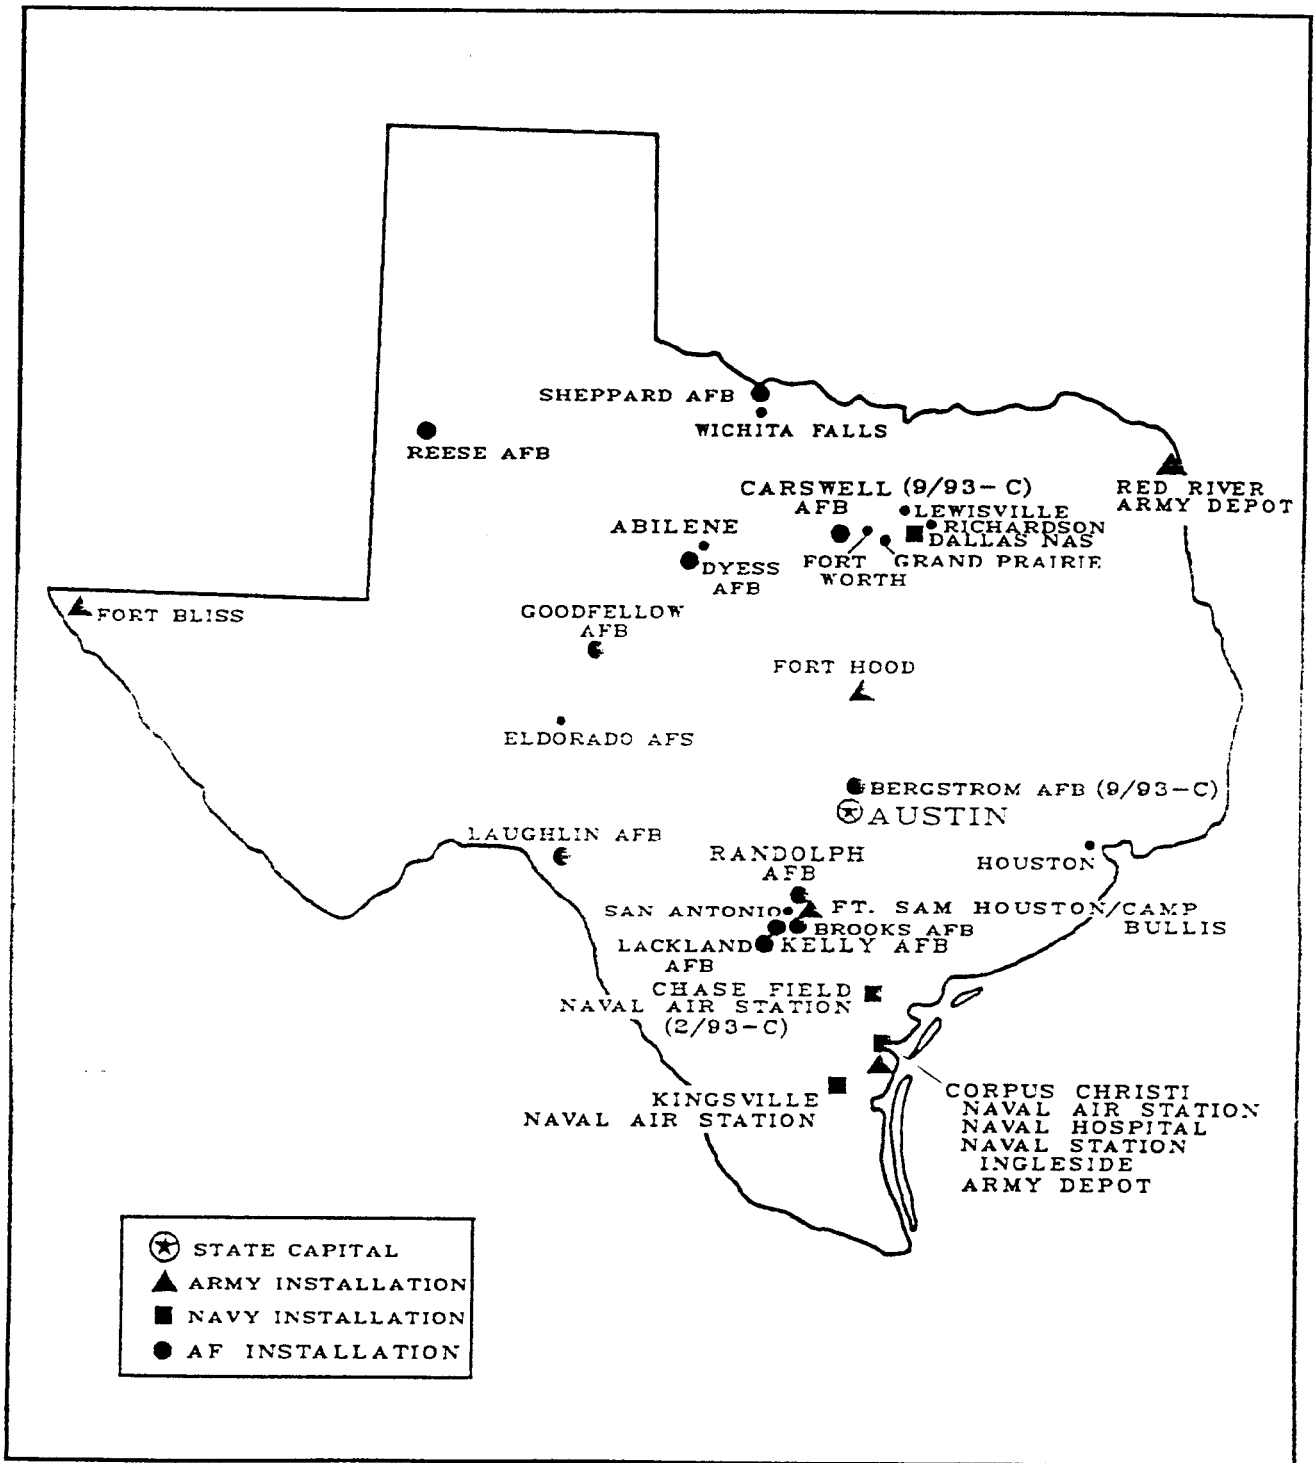 SHEPPARD AFB
WICHITA FALLS
REESE AFB
CARSWELL (9/93-C)
AFB
RED RIVER
ARMY DEPOT
LEWISVILLE
RICHARDSON
DALLAS NAS
ABILENE
DYESS
AFB
FORT
WORTH
GRAND PRAIRIE
FORT BLISS
GOODFELLOW
AFB
FORT HOOD
ELDORADO AFS
BERGSTROM AFB (9/93-C)
AUSTIN
LAUGHLIN AFB
RANDOLPH
AFB
HOUSTON
SAN ANTONIO
FT. SAM HOUSTON/CAMP
BULLIS
BROOKS AFB
LACKLAND
AFB
KELLY AFB
CHASE FIELD
NAVAL AIR STATION
(2/93-C)
KINGSVILLE
NAVAL AIR STATION
CORPUS CHRISTI
NAVAL AIR STATION
NAVAL HOSPITAL
NAVAL STATION
INGLESIDE
ARMY DEPOT
STATE CAPITAL
ARMY INSTALLATION
NAVY INSTALLATION
AF INSTALLATION